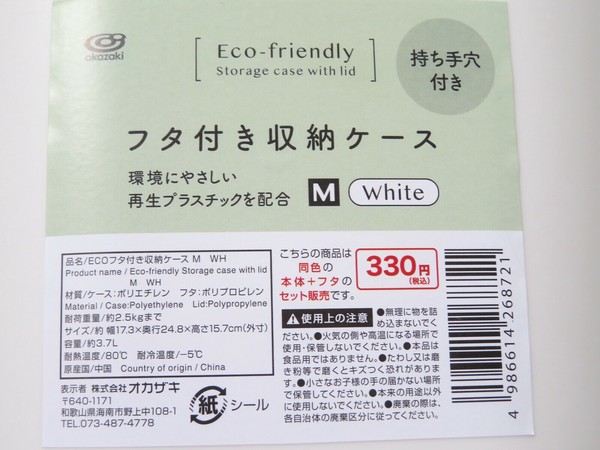 okazaki
Eco-friendly
Storage case with lid
持ち手穴
付き
フタ付き収納ケース
環境にやさしい
再生プラスチックを配合
M White
品名/ECOフタ付き収納ケース M WH
Product name / Eco-friendly Storage case with lid
M WH
材質/ケース:ポリエチレン フタ:ポリプロピレン
Material / Case:Polyethylene Lid:Polypropylene
耐荷重量/約2.5kgまで
サイズ/約 幅17.3×奥行24.8×高さ15.7cm(外寸)
容量/約3.7L
耐熱温度/80℃ 耐冷温度/−5℃
原産国/中国 Country of origin / China
表示者 株式会社オカザキ
〒640-1171
和歌山県海南市野上中108-1
TEL.073-487-4778
紙 シール
こちらの商品は
同色の
本体+フタの
セット販売です。
330円
(税込)
使用上の注意 ●無理に物を詰
め込まないでくだ
さい。●火気の側や高温になる場所で
使用・保管しないでください。●本品は
食品用ではありません。●たわし又は磨
き粉等で磨くとキズつく恐れがありま
す。●小さなお子様の手の届かない場所
で保管してください。●本来の用途以外
に使用しないでください。●廃棄の際は、
各自治体の廃棄区分に従ってください。
4 986614 268721